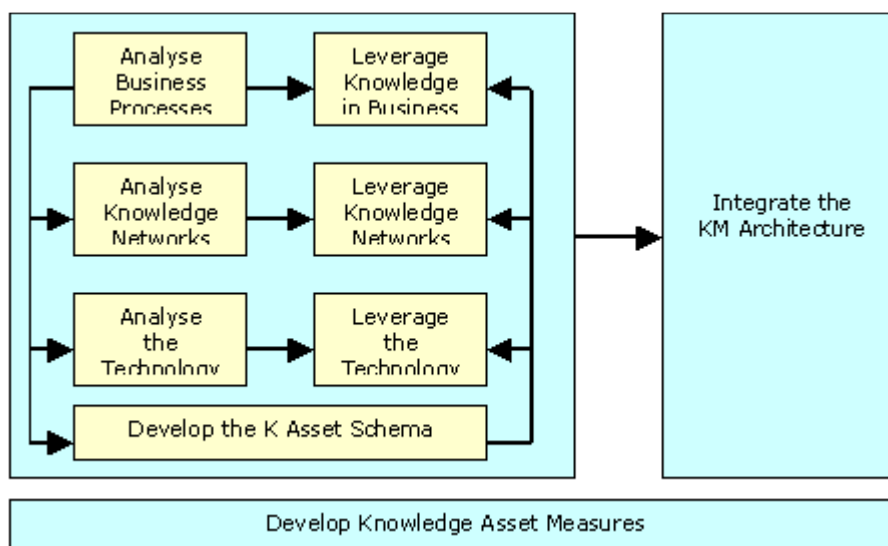 Analyse
Business
Processes
Leverage
Knowledge
in Business
Analyse
Knowledge
Networks
Leverage
Knowledge
Networks
Integrate the
KM Architecture
Analyse
the
Technology
Leverage
the
Technology
Develop the K Asset Schema
Develop Knowledge Asset Measures